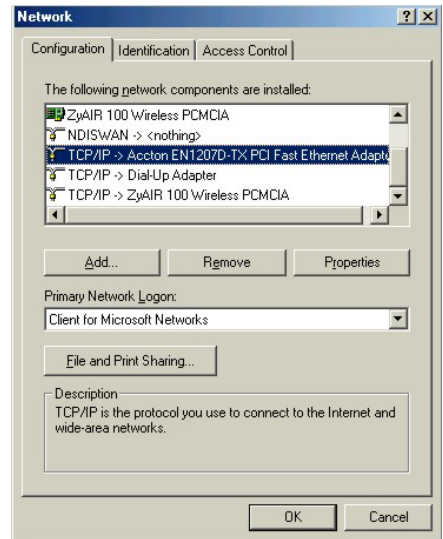 Network
Configuration Identification Access Control
The following network components are installed:
ZyAIR 100 Wireless PCMCIA
NDISWAN -> <nothing>
TCP/IP -> Accton EN1207D-TX PCI Fast Ethernet Adapte
TCP/IP -> Dial-Up Adapter
TCP/IP -> ZyAIR 100 Wireless PCMCIA
Add... Remove Properties
Primary Network Logon:
Client for Microsoft Networks
File and Print Sharing...
Description
TCP/IP is the protocol you use to connect to the Internet and
wide-area networks.
OK Cancel